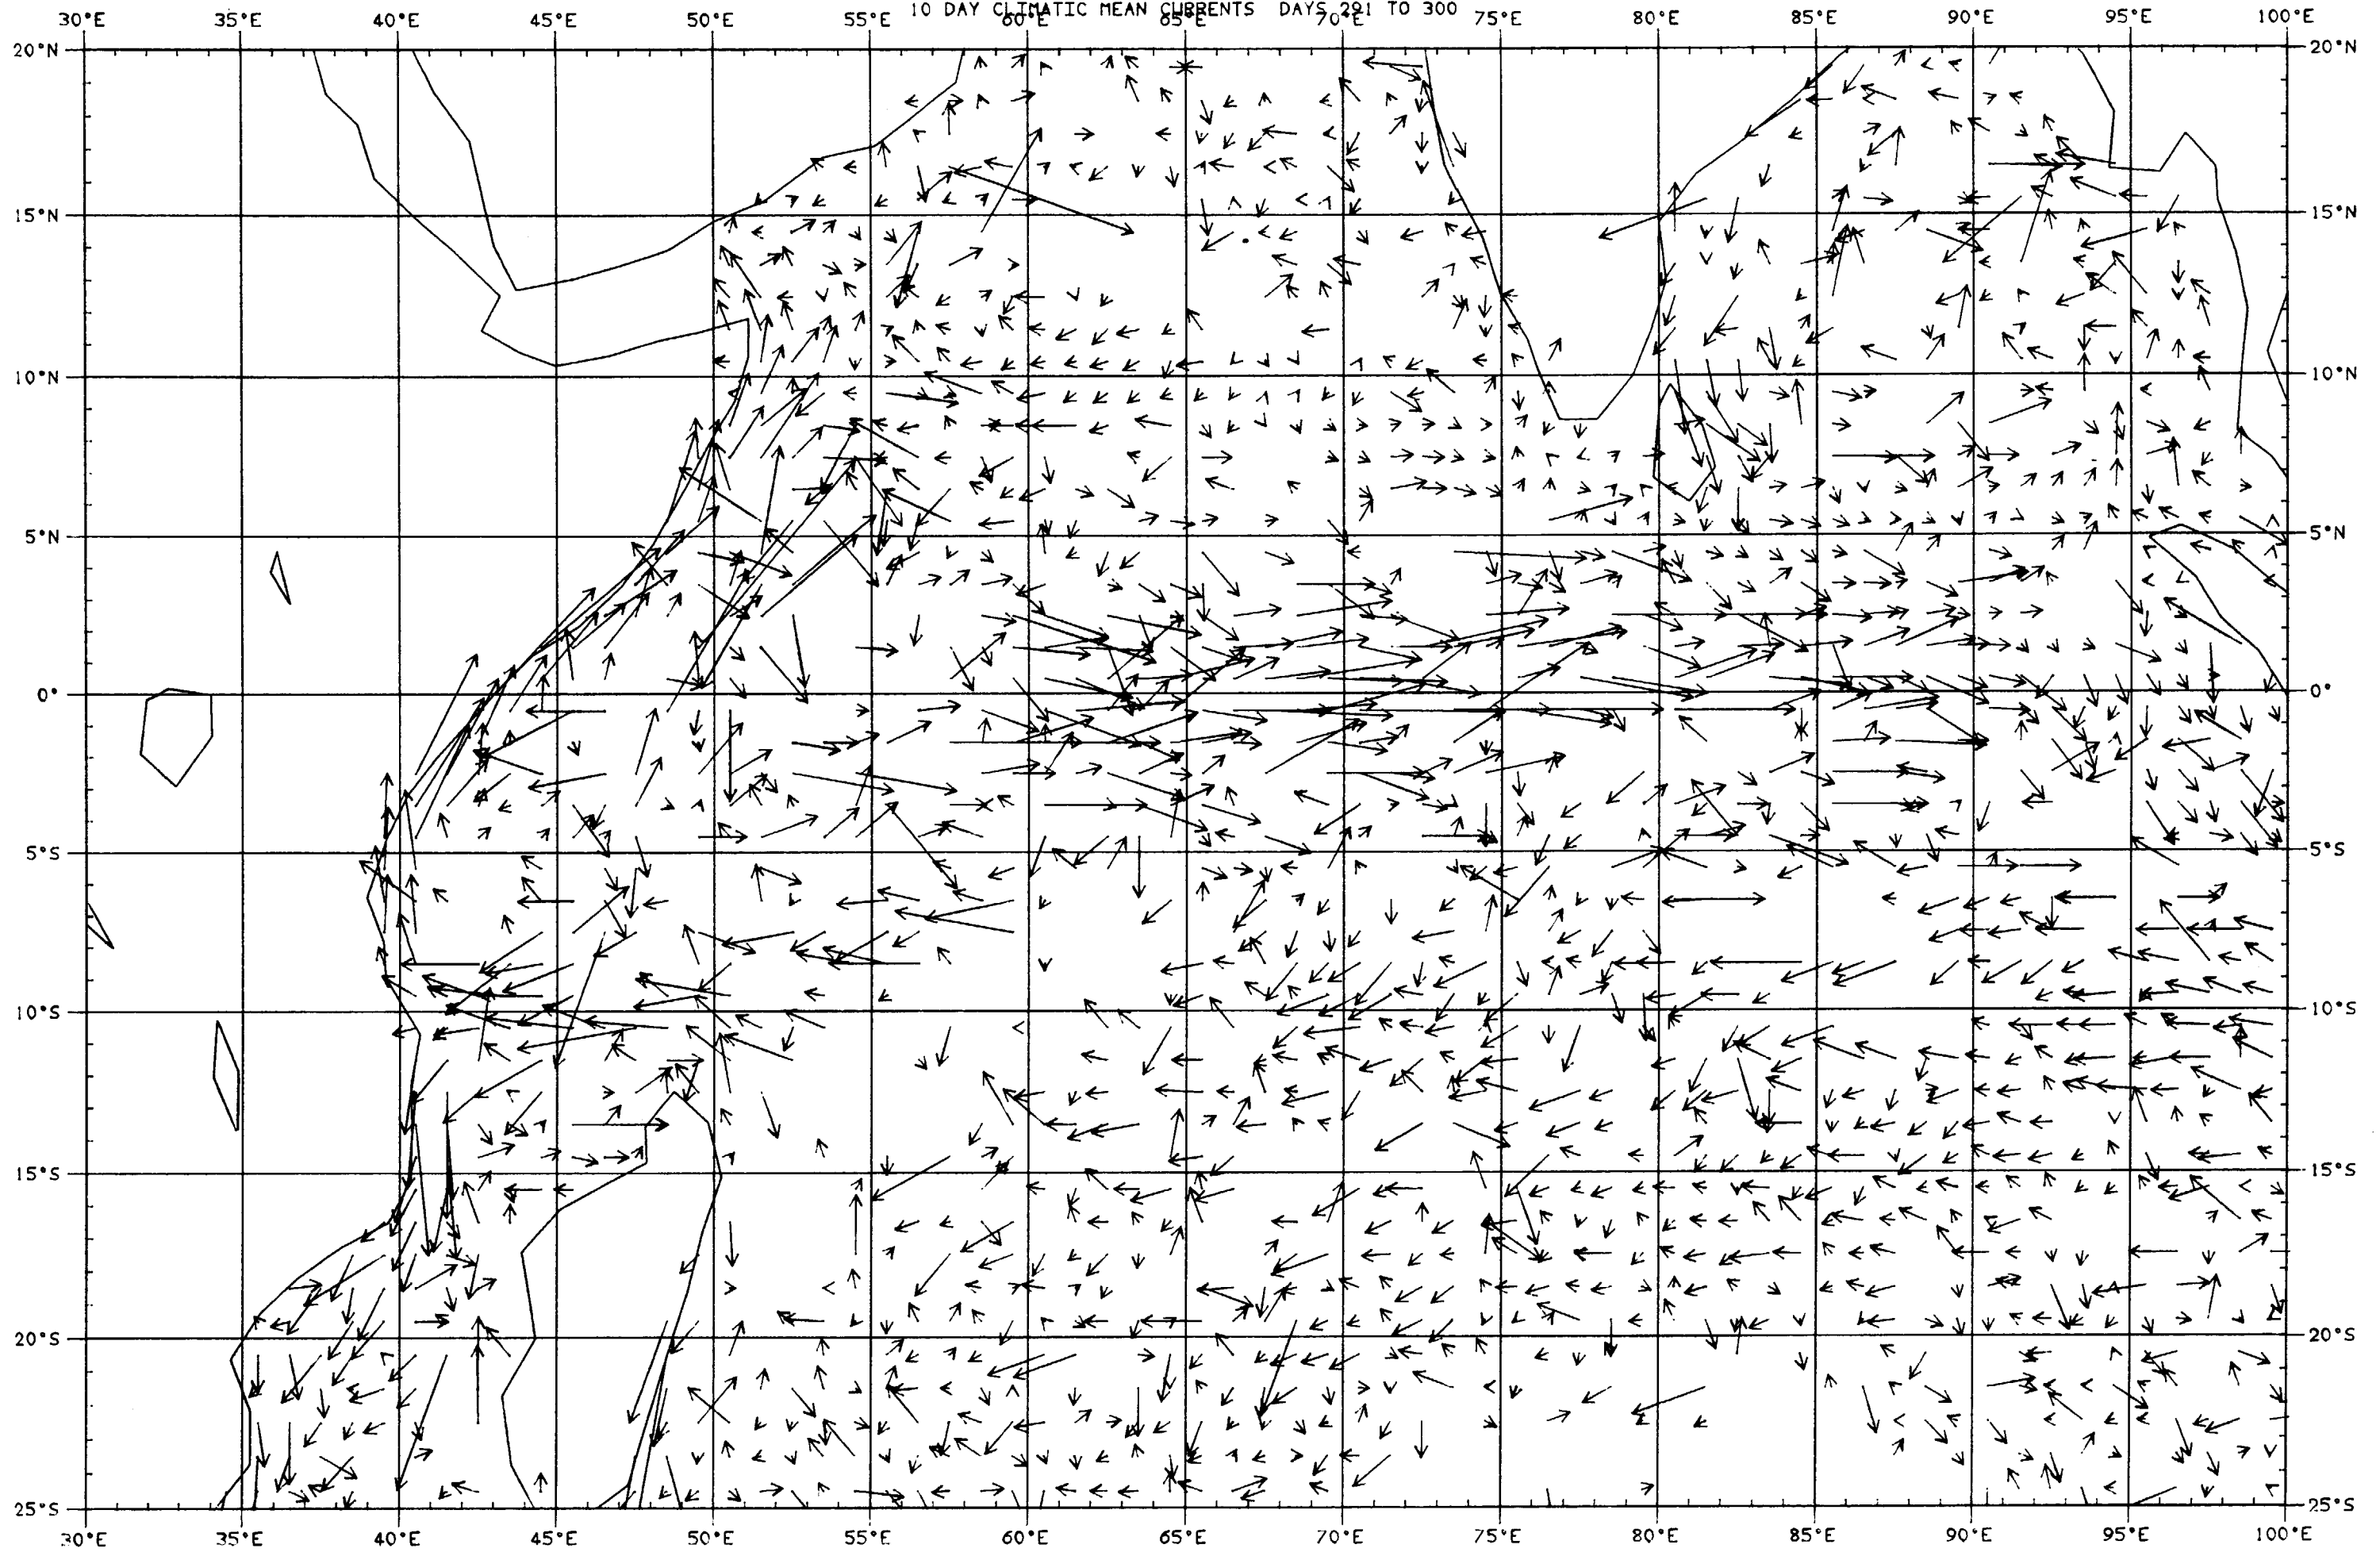 10 DAY CLIMATIC MEAN CURRENTS DAYS 291 TO 300
30°E 35°E 40°E 45°E 50°E 55°E 60°E 65°E 70°E 75°E 80°E 85°E 90°E 95°E 100°E
20°N 20°N
15°N 15°N
10°N 10°N
5°N 5°N
0° 0°
5°S 5°S
10°S 10°S
15°S 15°S
20°S 20°S
25°S 25°S
30°E 35°E 40°E 45°E 50°E 55°E 60°E 65°E 70°E 75°E 80°E 85°E 90°E 95°E 100°E